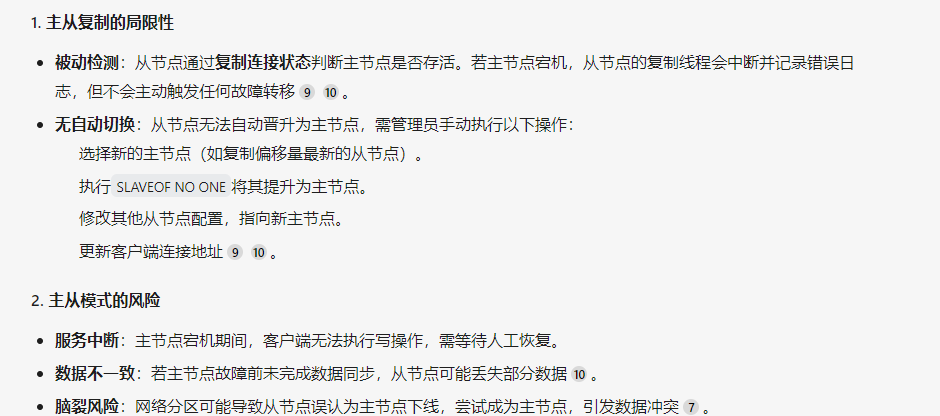 1. 主从复制的局限性
被动检测：从节点通过复制连接状态判断主节点是否存活。若主节点宕机，从节点的复制线程会中断并记录错误日
志，但不会主动触发任何故障转移 9 10 。
无自动切换：从节点无法自动晋升为主节点，需管理员手动执行以下操作：
选择新的主节点（如复制偏移量最新的从节点）。
执行 SLAVEOF NO ONE 将其提升为主节点。
修改其他从节点配置，指向新主节点。
更新客户端连接地址 9 10 。
2. 主从模式的风险
服务中断：主节点宕机期间，客户端无法执行写操作，需等待人工恢复。
数据不一致：若主节点故障前未完成数据同步，从节点可能丢失部分数据 10 。
脑裂风险：网络分区可能导致从节点误认为主节点下线，尝试成为主节点，引发数据冲突 7 。